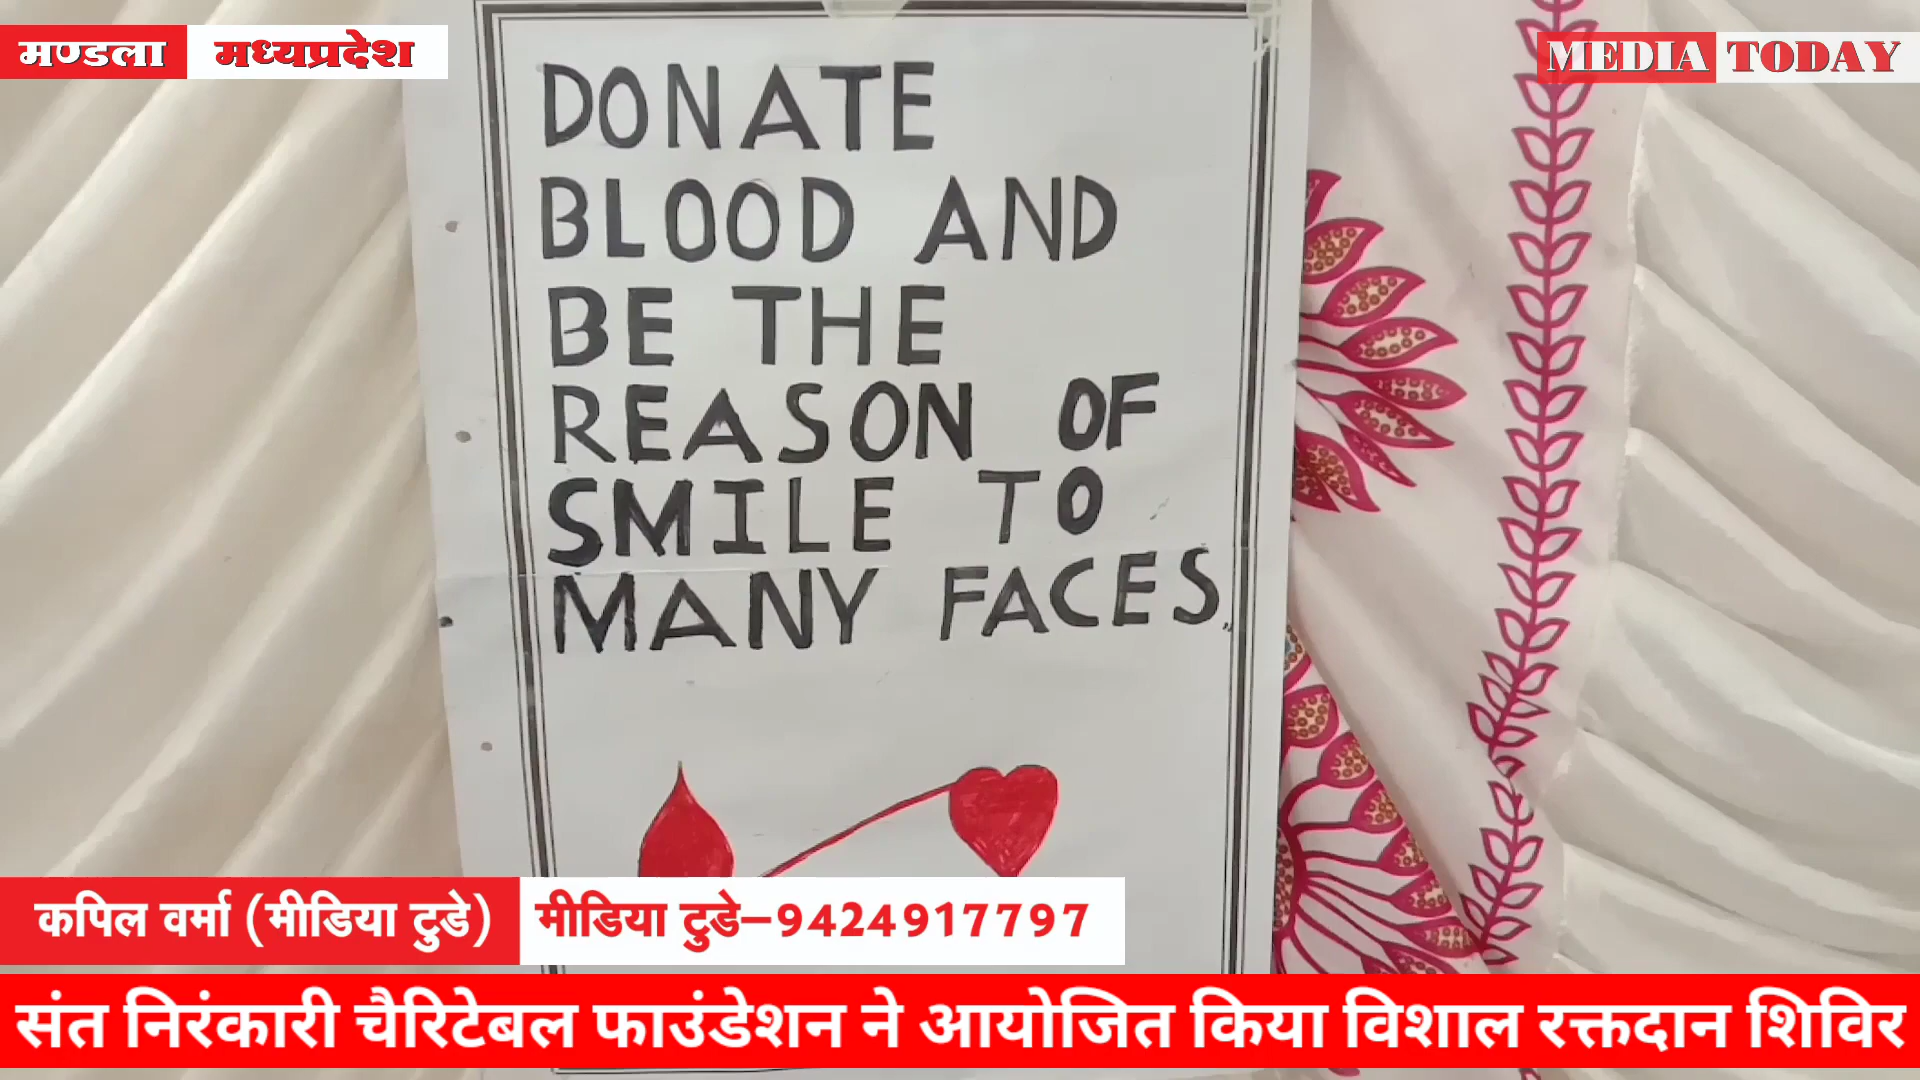 मण्डला मध्यप्रदेश
MEDIA TODAY
DONATE
BLOOD AND
BE THE
REASON OF
SMILE TO
MANY FACES
कपिल वर्मा (मीडिया टुडे) मीडिया टुडे–9424917797
संत निरंकारी चैरिटेबल फाउंडेशन ने आयोजित किया विशाल रक्तदान शिविर